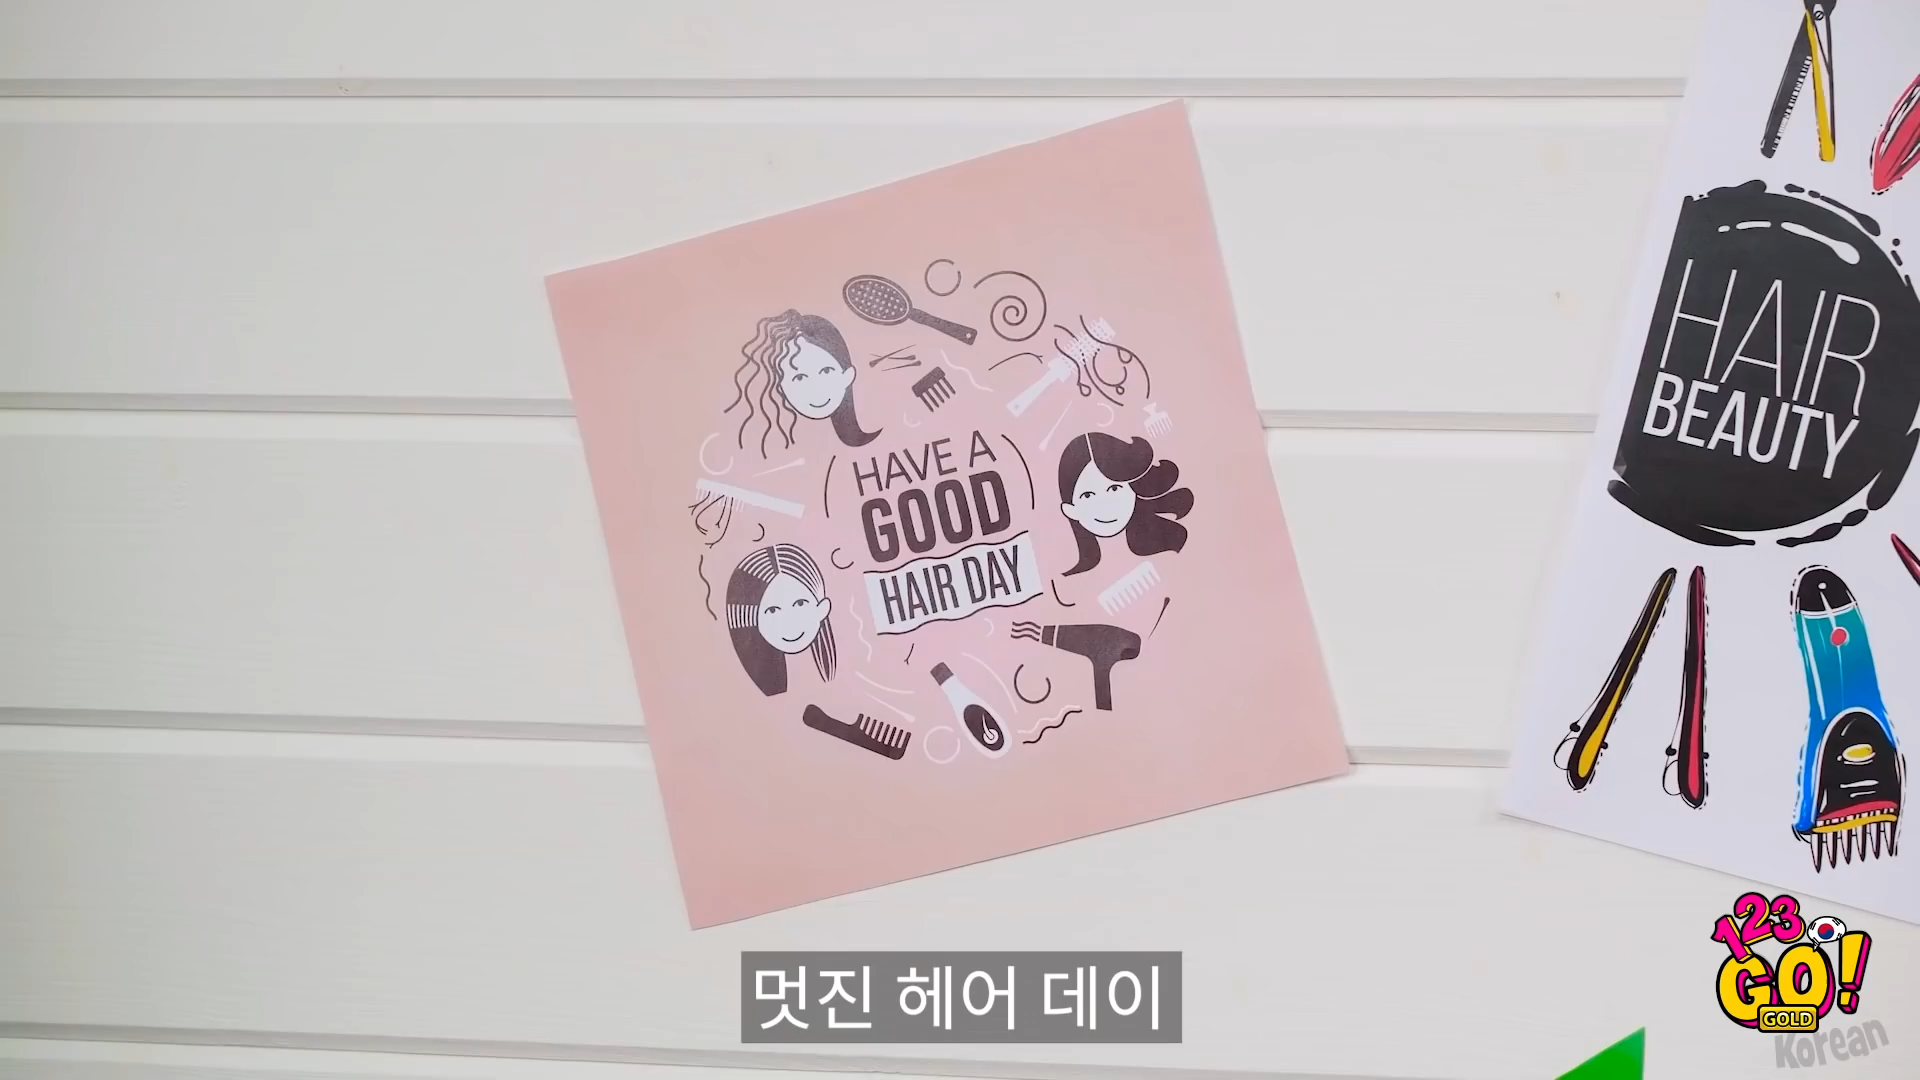 HAVE A
GOOD
HAIR DAY
HAIR
BEAUTY
멋진 헤어 데이
123
GO!
GOLD
Korean